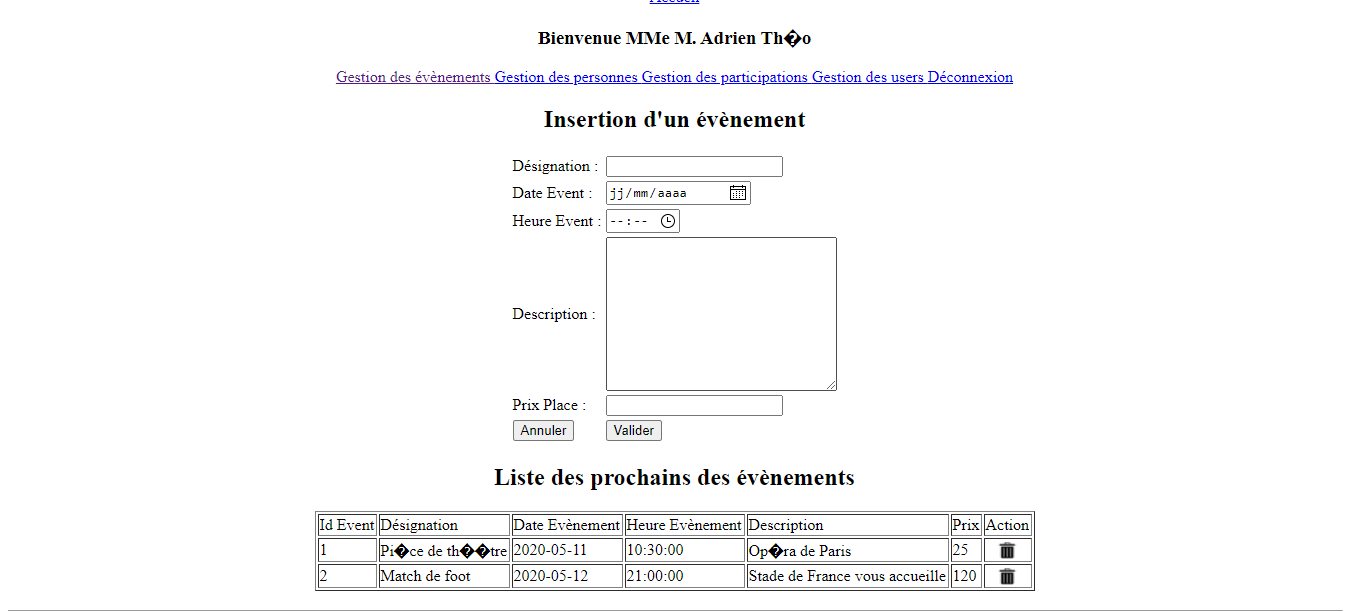 Accueil
Bienvenue MMe M. Adrien Th�o
Gestion des évènements Gestion des personnes Gestion des participations Gestion des users Déconnexion
Insertion d'un évènement
Désignation :
Date Event : jj/mm/aaaa
Heure Event : --:--
Description :
Prix Place :
Annuler Valider
Liste des prochains des évènements
Id Event Désignation Date Evènement Heure Evènement Description Prix Action
1 Pi�ce de th��tre 2020-05-11 10:30:00 Op�ra de Paris 25
2 Match de foot 2020-05-12 21:00:00 Stade de France vous accueille 120